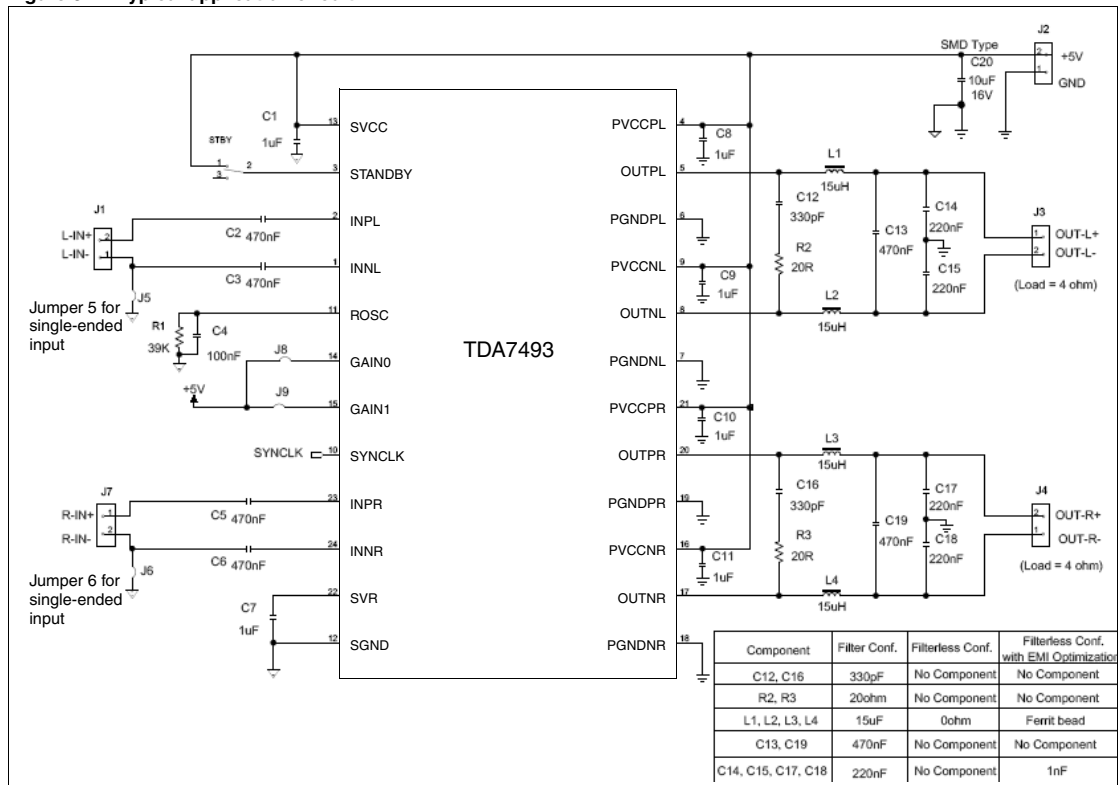 J2
SMD Type
C20
10uF
16V
2
1
+5V
GND
C1
1uF
STBY
1
2
3
13 SVCC
3 STANDBY
2 INPL
1 INNL
11 ROSC
14 GAIN0
15 GAIN1
10 SYNCLK
23 INPR
24 INNR
22 SVR
12 SGND
TDA7493
PVCCPL 4
OUTPL 5
PGNDPL 6
PVCCNL 9
OUTNL 8
PGNDNL 7
PVCCPR 21
OUTPR 20
PGNDPR 19
PVCCNR 16
OUTNR 17
PGNDNR 18
J1
L-IN+ 2
L-IN- 1
C2 470nF
C3 470nF
J5
Jumper 5 for
single-ended
input
R1
39K
C4
100nF
J8
+5V
J9
SYNCLK
J7
R-IN+ 1
R-IN- 2
C5 470nF
C6 470nF
J6
Jumper 6 for
single-ended
input
C7
1uF
C8
1uF
L1
15uH
C12
330pF
R2
20R
C13
470nF
C14
220nF
C15
220nF
J3
1 OUT-L+
2 OUT-L-
(Load = 4 ohm)
C9
1uF
L2
15uH
C10
1uF
L3
15uH
C16
330pF
R3
20R
C19
470nF
C17
220nF
C18
220nF
J4
2 OUT-R+
1 OUT-R-
(Load = 4 ohm)
C11
1uF
L4
15uH
Component Filter Conf. Filterless Conf. Filterless Conf. with EMI Optimization
C12, C16 330pF No Component No Component
R2, R3 20ohm No Component No Component
L1, L2, L3, L4 15uF 0ohm Ferrit bead
C13, C19 470nF No Component No Component
C14, C15, C17, C18 220nF No Component 1nF